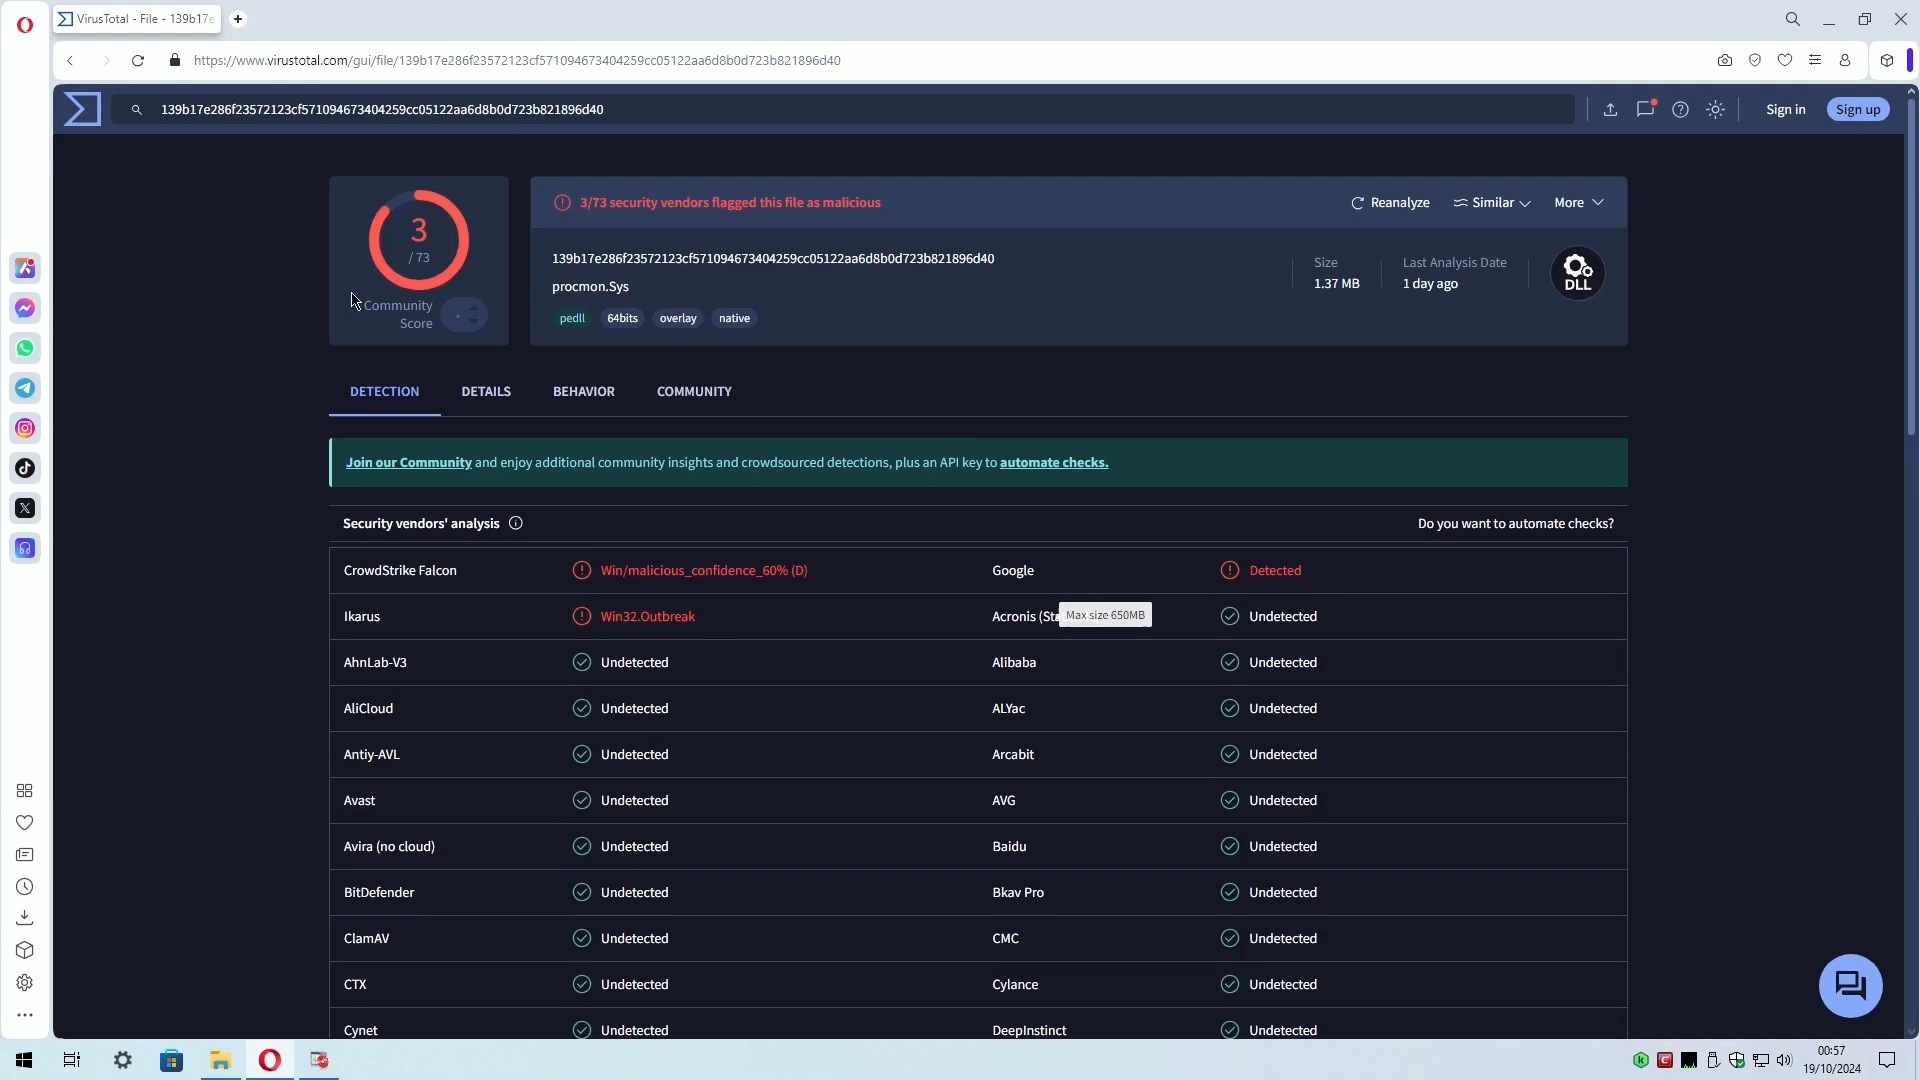 VirusTotal - File - 139b17e
https://www.virustotal.com/gui/file/139b17e286f23572123cf571094673404259cc05122aa6d8b0d723b821896d40
139b17e286f23572123cf571094673404259cc05122aa6d8b0d723b821896d40
Sign in
Sign up
3
/ 73
Community
Score
3/73 security vendors flagged this file as malicious
Reanalyze
Similar
More
139b17e286f23572123cf571094673404259cc05122aa6d8b0d723b821896d40
procmon.Sys
pedll
64bits
overlay
native
Size
1.37 MB
Last Analysis Date
1 day ago
DLL
DETECTION
DETAILS
BEHAVIOR
COMMUNITY
Join our Community and enjoy additional community insights and crowdsourced detections, plus an API key to automate checks.
Security vendors' analysis
Do you want to automate checks?
CrowdStrike Falcon
Win/malicious_confidence_60% (D)
Google
Detected
Ikarus
Win32.Outbreak
Acronis (Sta
Max size 650MB
Undetected
AhnLab-V3
Undetected
Alibaba
Undetected
AliCloud
Undetected
ALYac
Undetected
Antiy-AVL
Undetected
Arcabit
Undetected
Avast
Undetected
AVG
Undetected
Avira (no cloud)
Undetected
Baidu
Undetected
BitDefender
Undetected
Bkav Pro
Undetected
ClamAV
Undetected
CMC
Undetected
CTX
Undetected
Cylance
Undetected
Cynet
Undetected
DeepInstinct
Undetected
00:57
19/10/2024